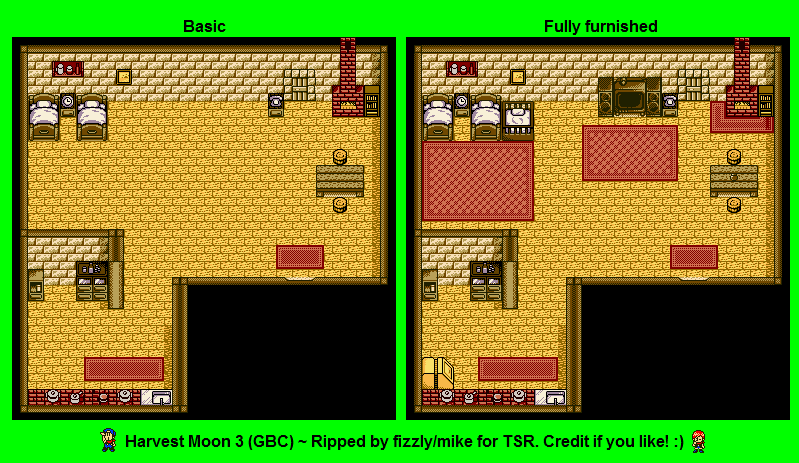 Basic
Fully furnished
Harvest Moon 3 (GBC) ~ Ripped by fizzly/mike for TSR. Credit if you like! :)